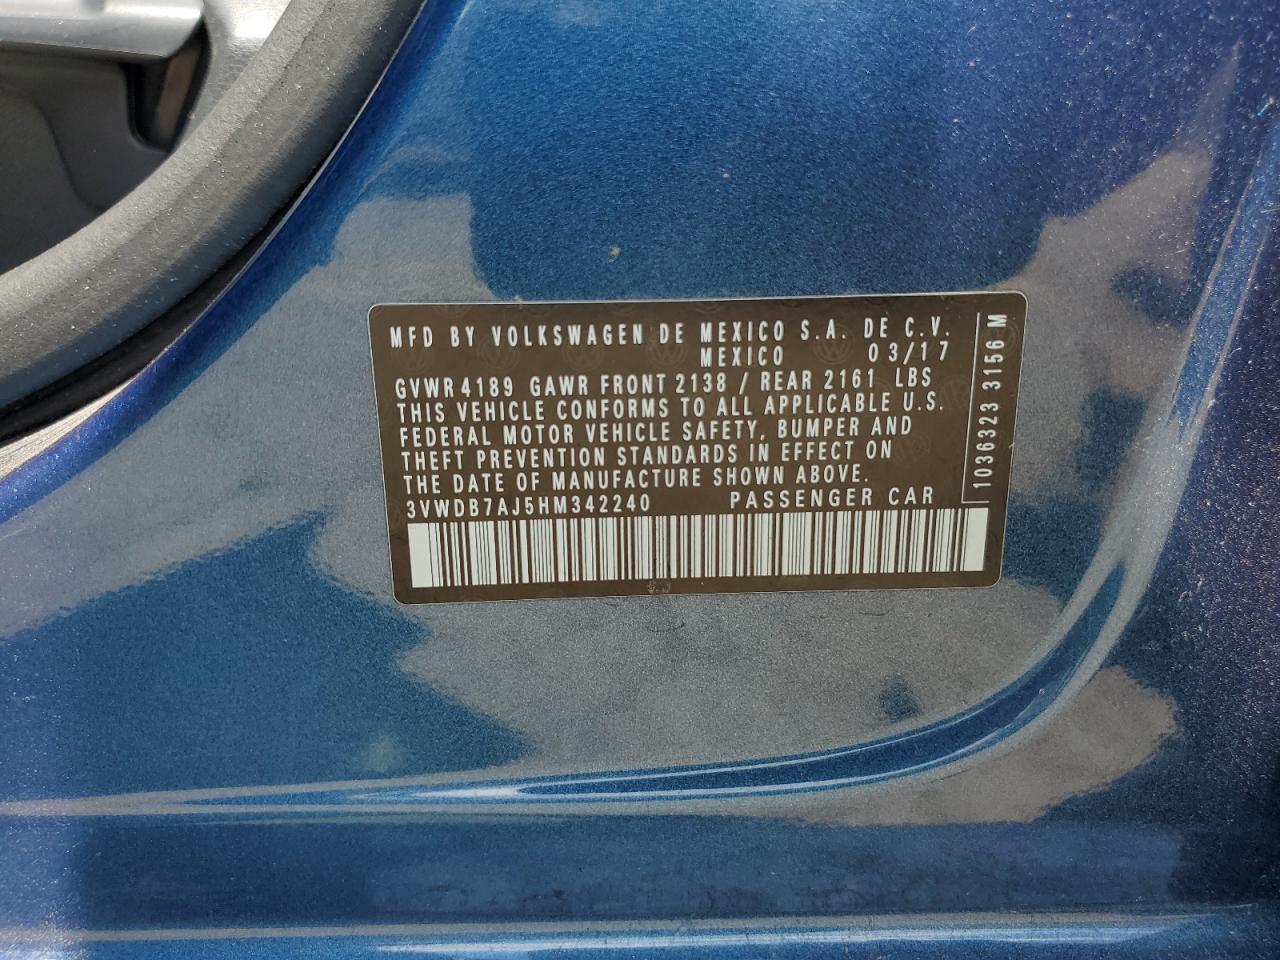 MFD BY VOLKSWAGEN DE MEXICO S.A. DE C.V.
MEXICO 03/17
GVWR 4189 GAWR FRONT 2138 / REAR 2161 LBS
THIS VEHICLE CONFORMS TO ALL APPLICABLE U.S.
FEDERAL MOTOR VEHICLE SAFETY, BUMPER AND
THEFT PREVENTION STANDARDS IN EFFECT ON
THE DATE OF MANUFACTURE SHOWN ABOVE.
3VWDB7AJ5HM342240 PASSENGER CAR
1036323 3156 M